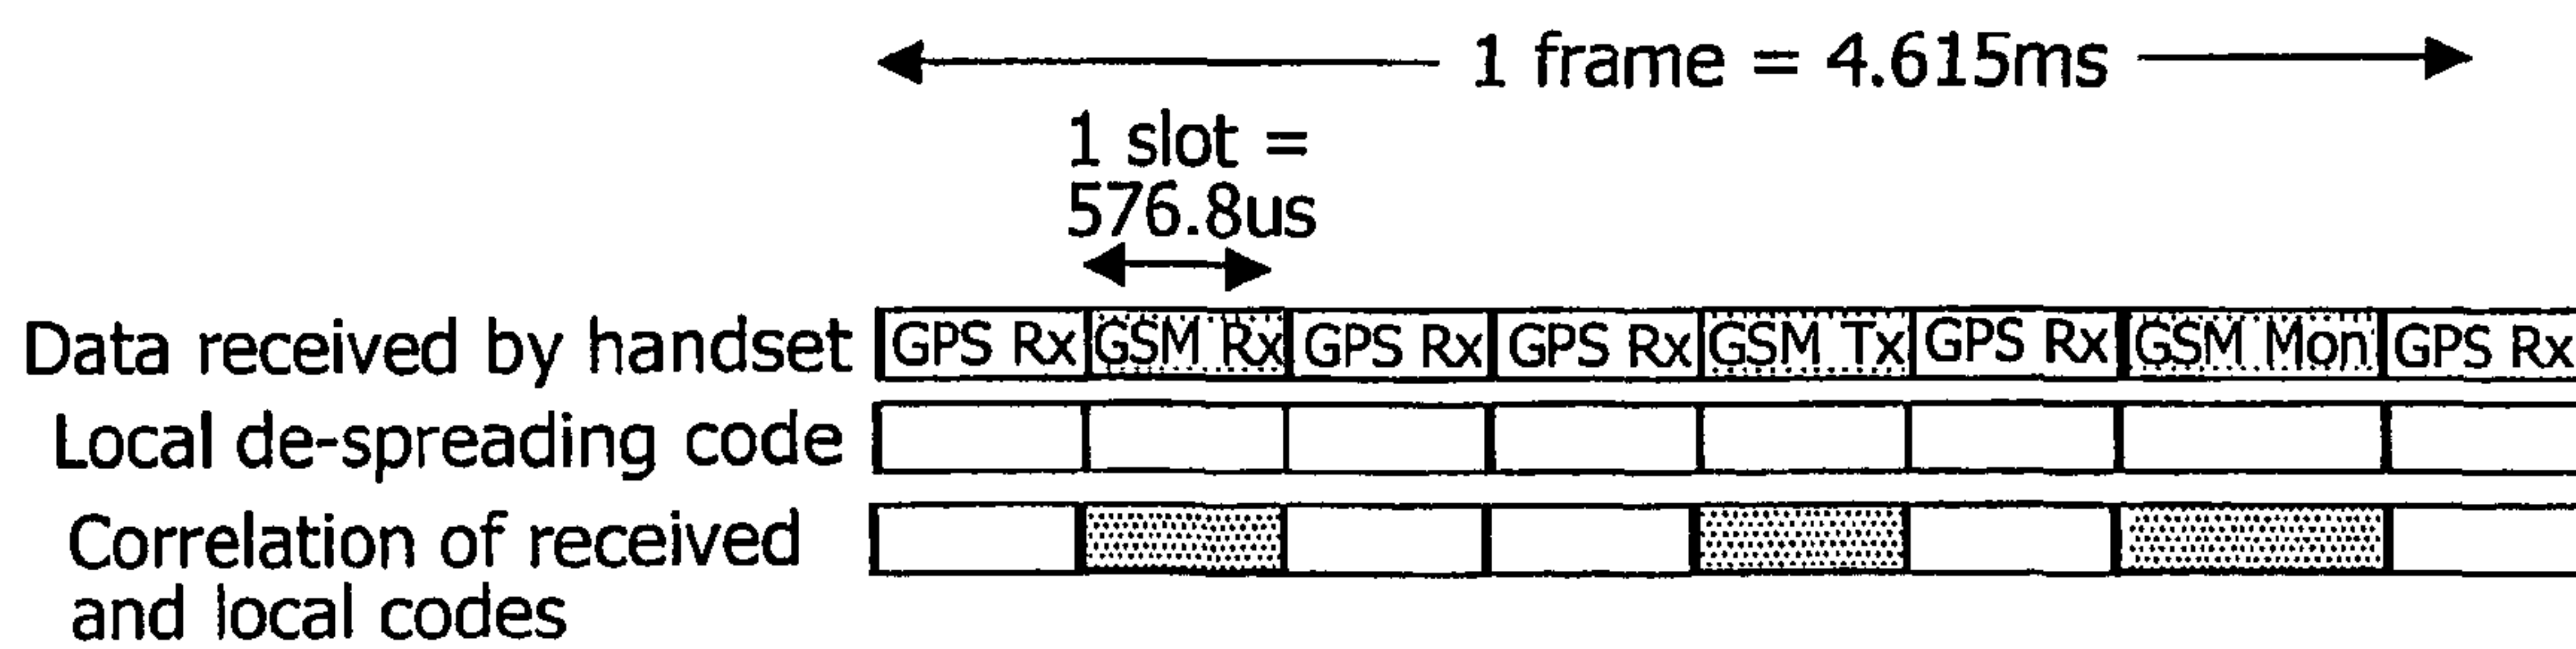 1 frame = 4.615ms
1 slot =
576.8us
Data received by handset GPS Rx GSM Rx GPS Rx GPS Rx GSM Tx GPS Rx GSM Mon GPS Rx
Local de-spreading code
Correlation of received
and local codes